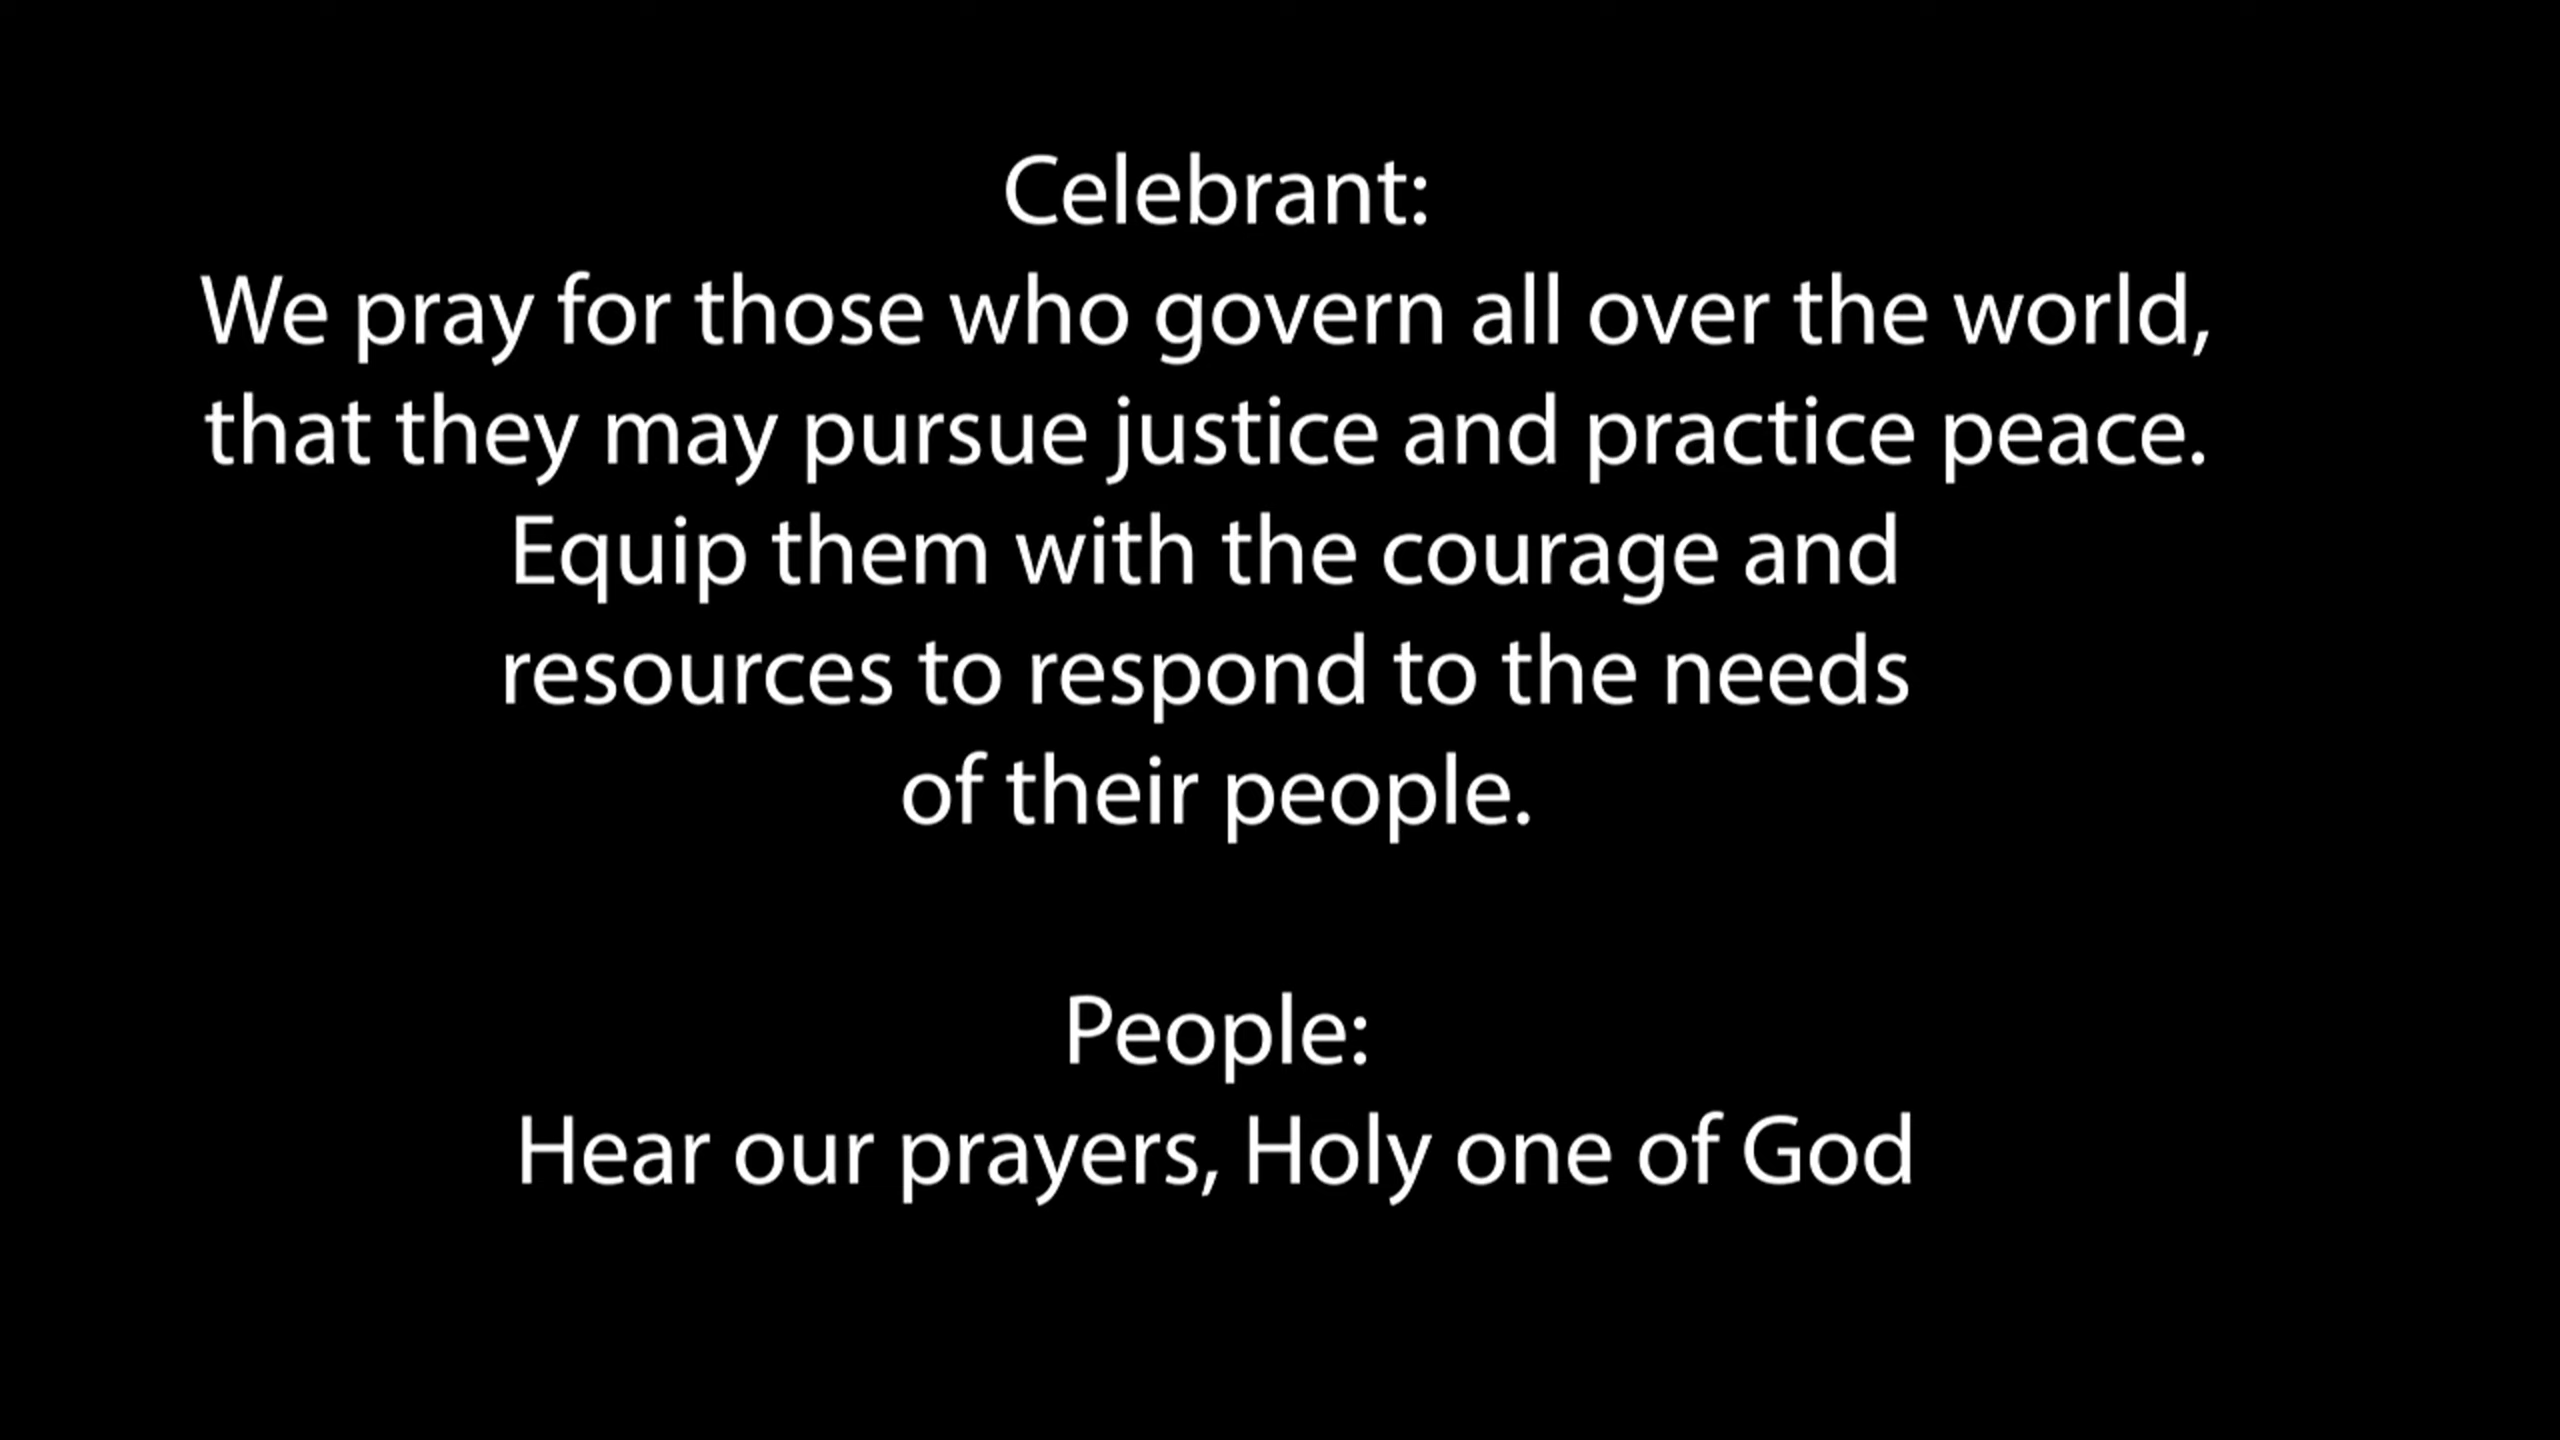 Celebrant:
We pray for those who govern all over the world,
that they may pursue justice and practice peace.
Equip them with the courage and
resources to respond to the needs
of their people.
People:
Hear our prayers, Holy one of God